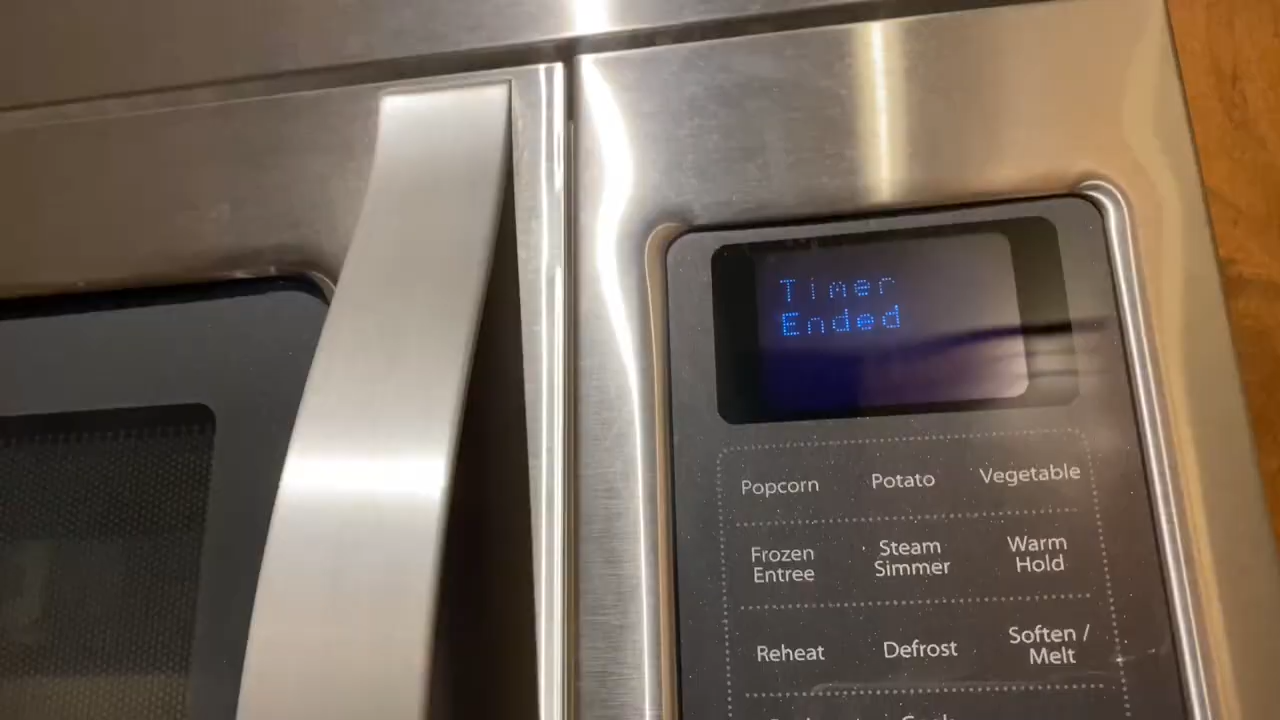 Timer
Ended
Popcorn Potato Vegetable
Frozen Entree
Steam Simmer
Warm Hold
Reheat Defrost
Soften / Melt